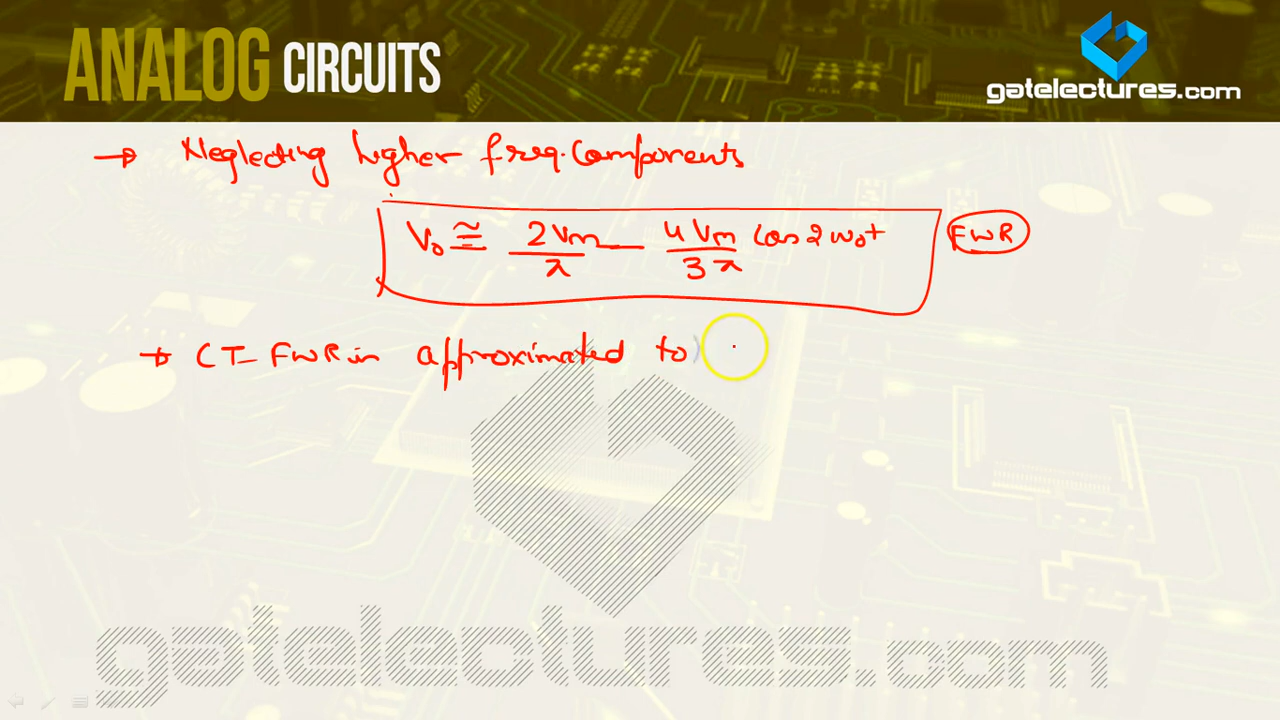 ANALOG CIRCUITS
gatelectures.com
→ Neglecting higher freq. components
V₀ ≅ 2Vm/π - 4Vm/3π Cos 2ω₀t FWR
→ CT-FWR is approximated to
gatelectures.com